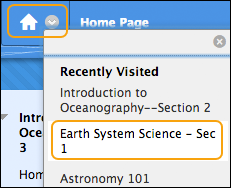 Home Page
Recently Visited
Introduction to
Oceanography--Section 2
Earth System Science - Sec
1
Astronomy 101
Intro
Oce
3
Hom